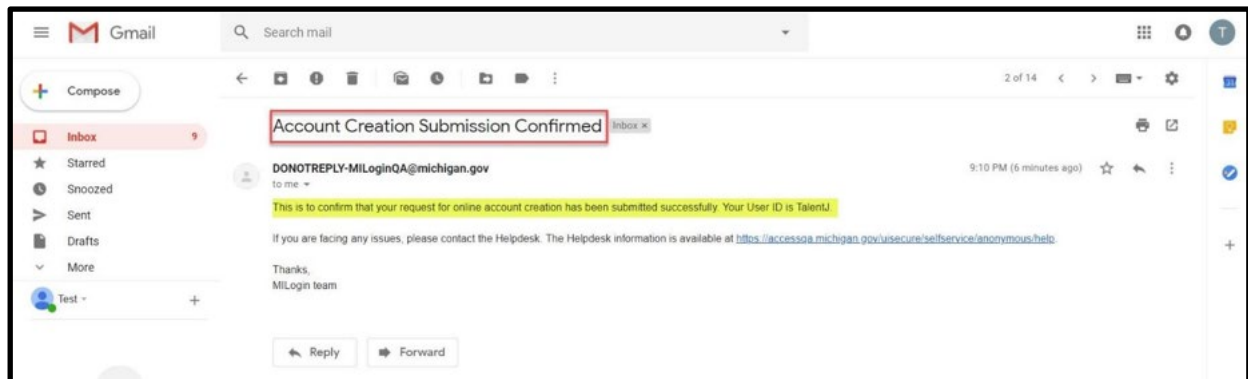 Gmail
Search mail
Compose
2 of 14
Inbox 9
Starred
Snoozed
Sent
Drafts
More
Test
Account Creation Submission Confirmed Inbox x
DONOTREPLY-MILoginQA@michigan.gov 9:10 PM (6 minutes ago)
to me
This is to confirm that your request for online account creation has been submitted successfully. Your User ID is TalentJ.
If you are facing any issues, please contact the Helpdesk. The Helpdesk information is available at https://accessqa.michigan.gov/uisecure/selfservice/anonymous/help.
Thanks,
MILogin team
Reply Forward
T
31